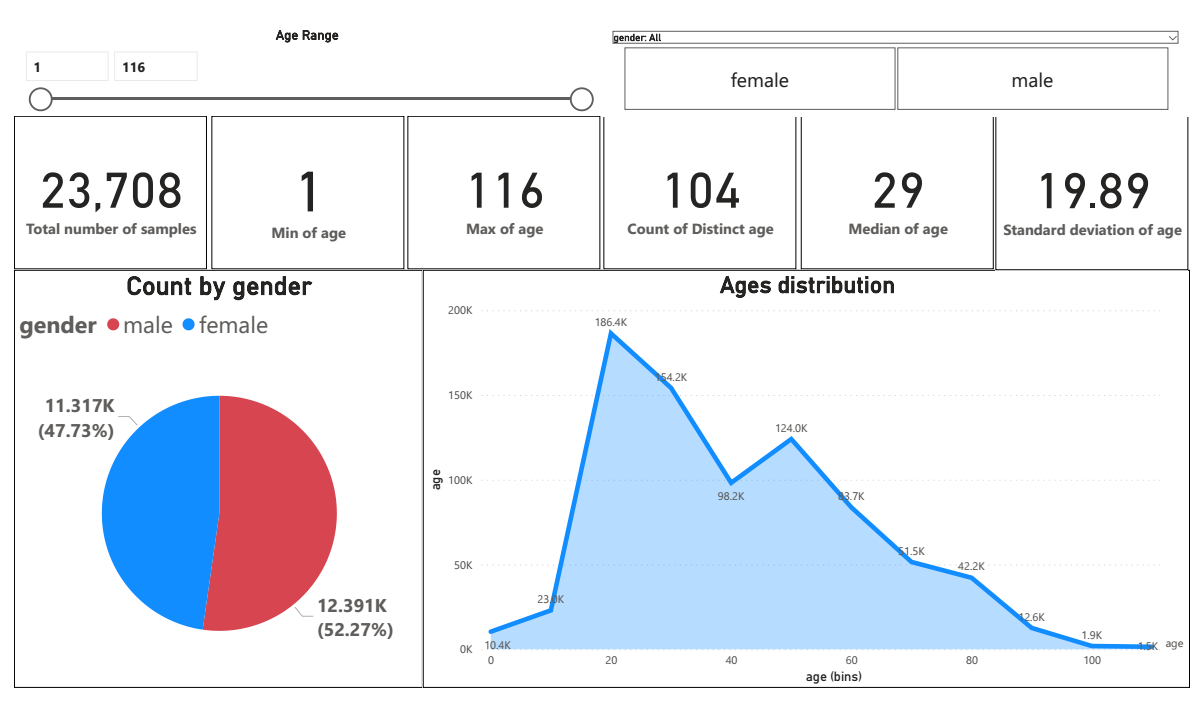 Age Range
1
116
gender: All
female
male
23,708
Total number of samples
1
Min of age
116
Max of age
104
Count of Distinct age
29
Median of age
19.89
Standard deviation of age
Count by gender
gender male female
11.317K
(47.73%)
12.391K
(52.27%)
Ages distribution
200K
150K
100K
50K
0K
age
186.4K
154.2K
124.0K
98.2K
83.7K
51.5K
42.2K
23.0K
12.6K
10.4K
1.9K
1.5K
age
0
20
40
60
80
100
age (bins)